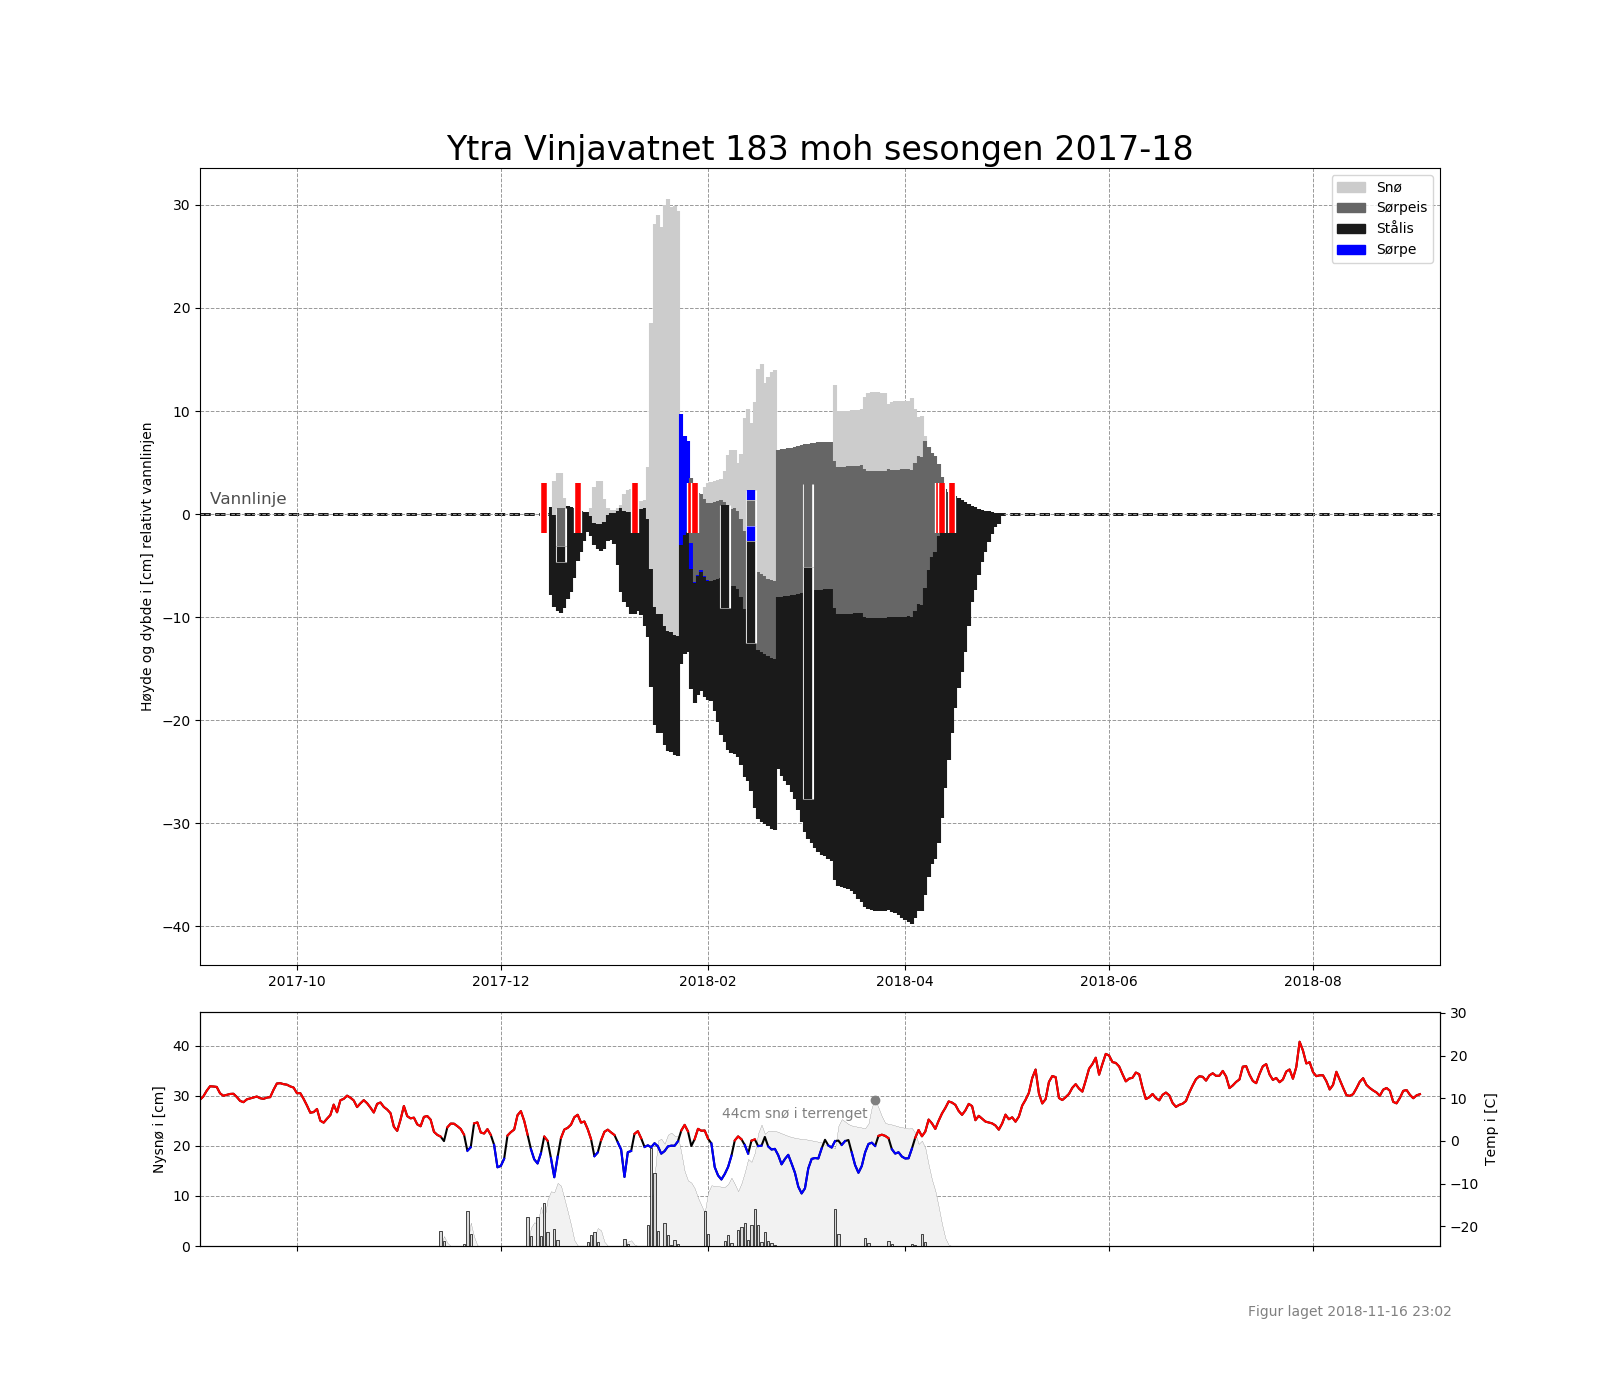 Ytra Vinjavatnet 183 moh sesongen 2017-18
Snø
Sørpeis
Stålis
Sørpe
Høyde og dybde i [cm] relativt vannlinjen
30
20
10
0
−10
−20
−30
−40
Vannlinje
2017-10 2017-12 2018-02 2018-04 2018-06 2018-08
Nysnø i [cm]
40
30
20
10
0
44cm snø i terrenget
30
20
10
0
−10
−20
Temp i [C]
Figur laget 2018-11-16 23:02